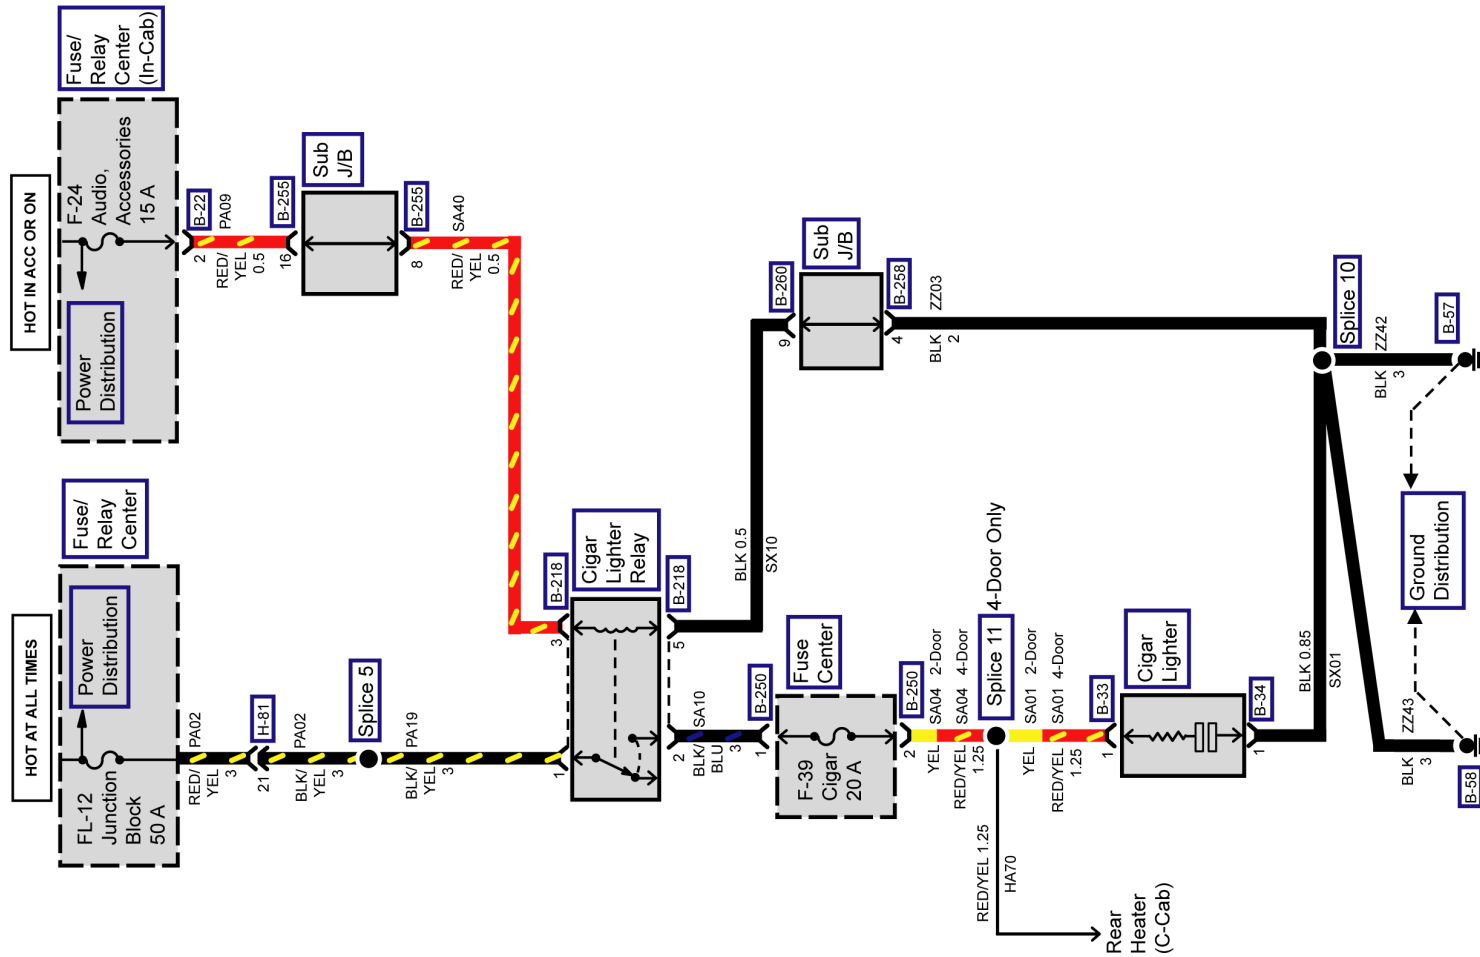 HOT IN ACC OR ON
Fuse/
Relay
Center
(In-Cab)
F-24
Audio,
Accessories
15 A
Power
Distribution
B-22
2
PA09
RED/
YEL
0.5
16
B-255
Sub
J/B
B-255
8
SA40
RED/
YEL
0.5
HOT AT ALL TIMES
Fuse/
Relay
Center
Power
Distribution
FL-12
Junction
Block
50 A
PA02
RED/
YEL
3
H-81
21
PA02
BLK/
YEL
3
Splice 5
PA19
BLK/
YEL
3
B-218
3
1
Cigar
Lighter
Relay
B-218
5
2
SA10
BLK/
BLU
3
B-250
1
BLK 0.5
SX10
B-260
9
Sub
J/B
B-258
4
ZZ03
BLK
2
Fuse
Center
F-39
Cigar
20 A
B-250
2
SA04 2-Door
YEL
SA04 4-Door
RED/YEL
1.25
Splice 11
4-Door Only
SA01 2-Door
YEL
SA01 4-Door
RED/YEL
1.25
B-33
1
RED/YEL 1.25
HA70
Rear
Heater
(C-Cab)
Cigar
Lighter
B-34
1
BLK 0.85
SX01
Splice 10
ZZ42
BLK
3
B-57
ZZ43
BLK
3
B-58
Ground
Distribution